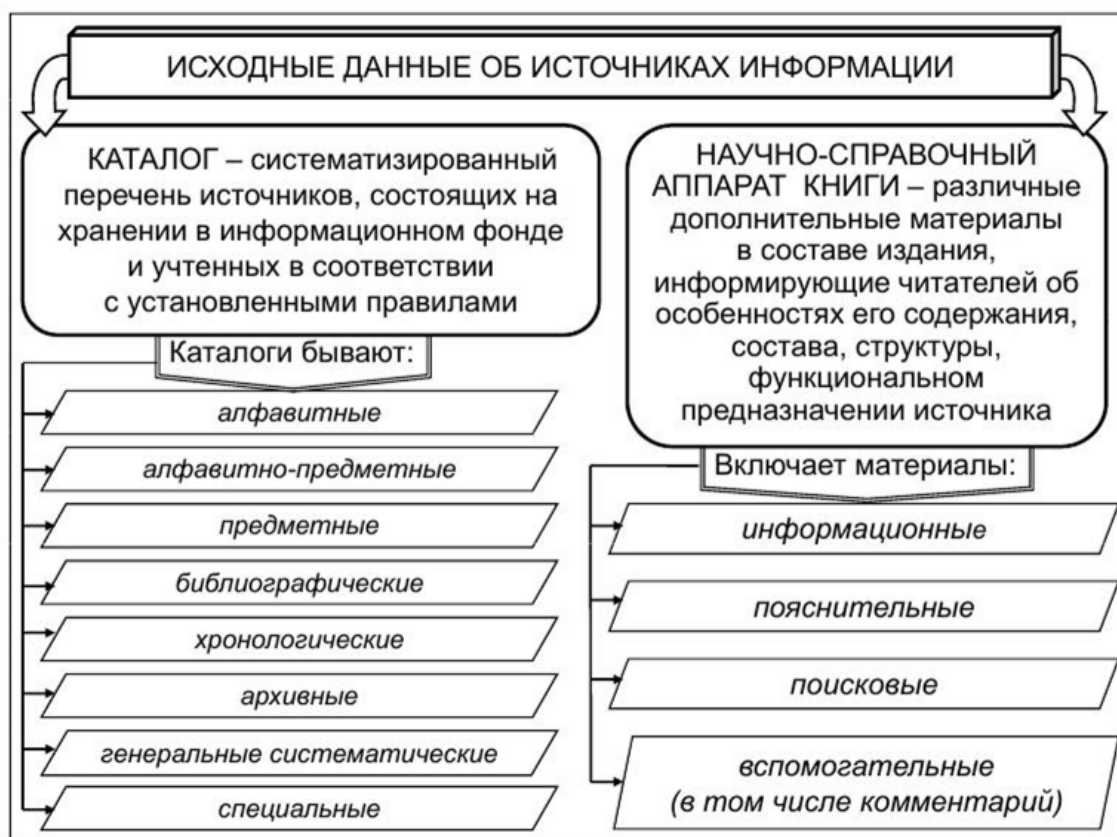 ИСХОДНЫЕ ДАННЫЕ ОБ ИСТОЧНИКАХ ИНФОРМАЦИИ
КАТАЛОГ – систематизированный
перечень источников, состоящих на
хранении в информационном фонде
и учтенных в соответствии
с установленными правилами
Каталоги бывают:
алфавитные
алфавитно-предметные
предметные
библиографические
хронологические
архивные
генеральные систематические
специальные
НАУЧНО-СПРАВОЧНЫЙ
АППАРАТ КНИГИ – различные
дополнительные материалы
в составе издания,
информирующие читателей об
особенностях его содержания,
состава, структуры,
функциональном
предназначении источника
Включает материалы:
информационные
пояснительные
поисковые
вспомогательные
(в том числе комментарий)